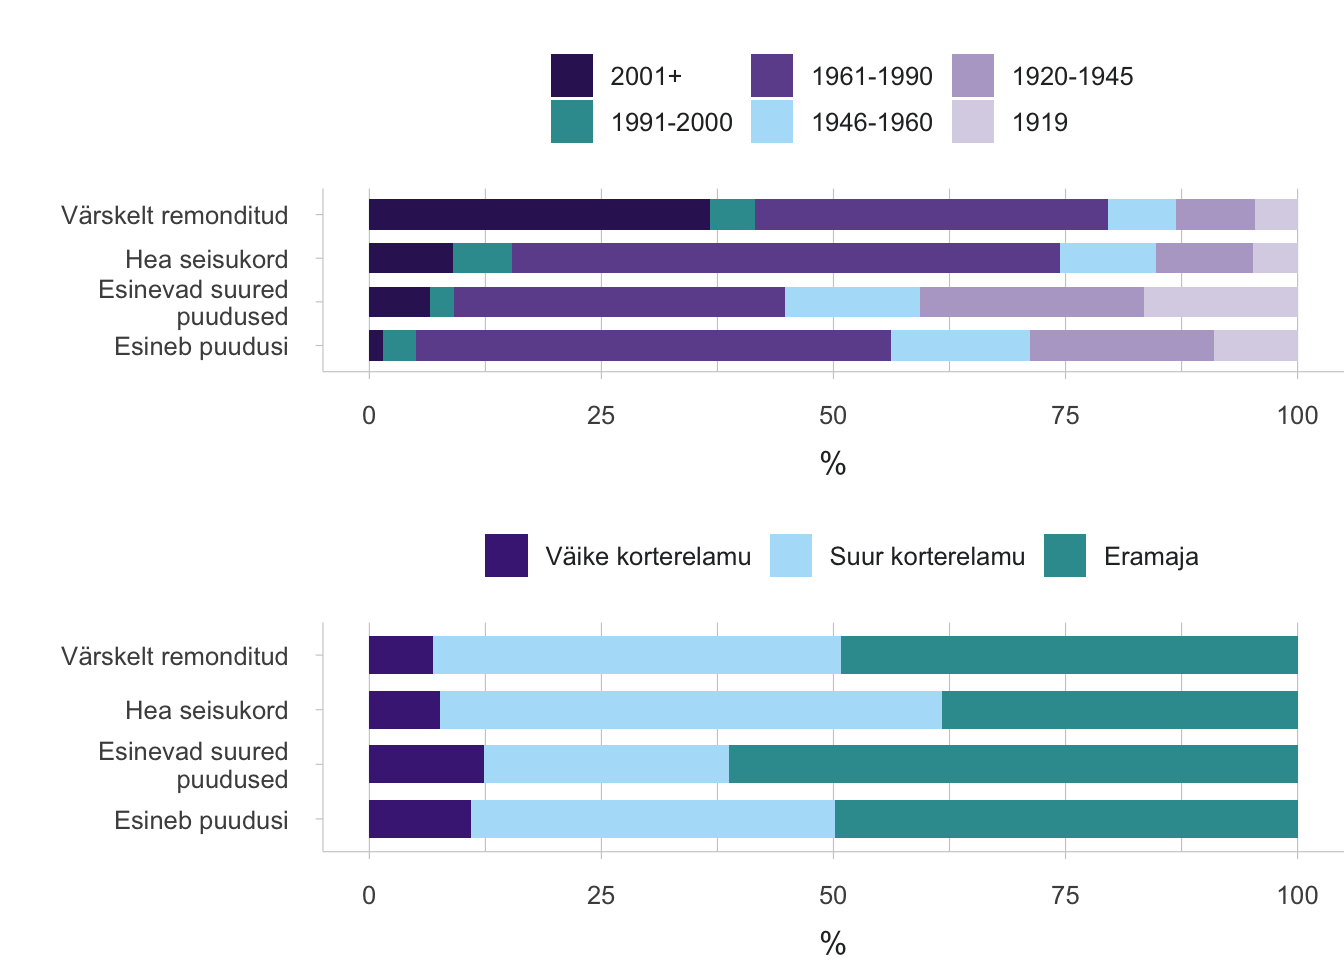 2001+ 1961-1990 1920-1945
1991-2000 1946-1960 1919
Värskelt remonditud
Hea seisukord
Esinevad suured
puudused
Esineb puudusi
0 25 50 75 100
%
Väike korterelamu Suur korterelamu Eramaja
Värskelt remonditud
Hea seisukord
Esinevad suured
puudused
Esineb puudusi
0 25 50 75 100
%